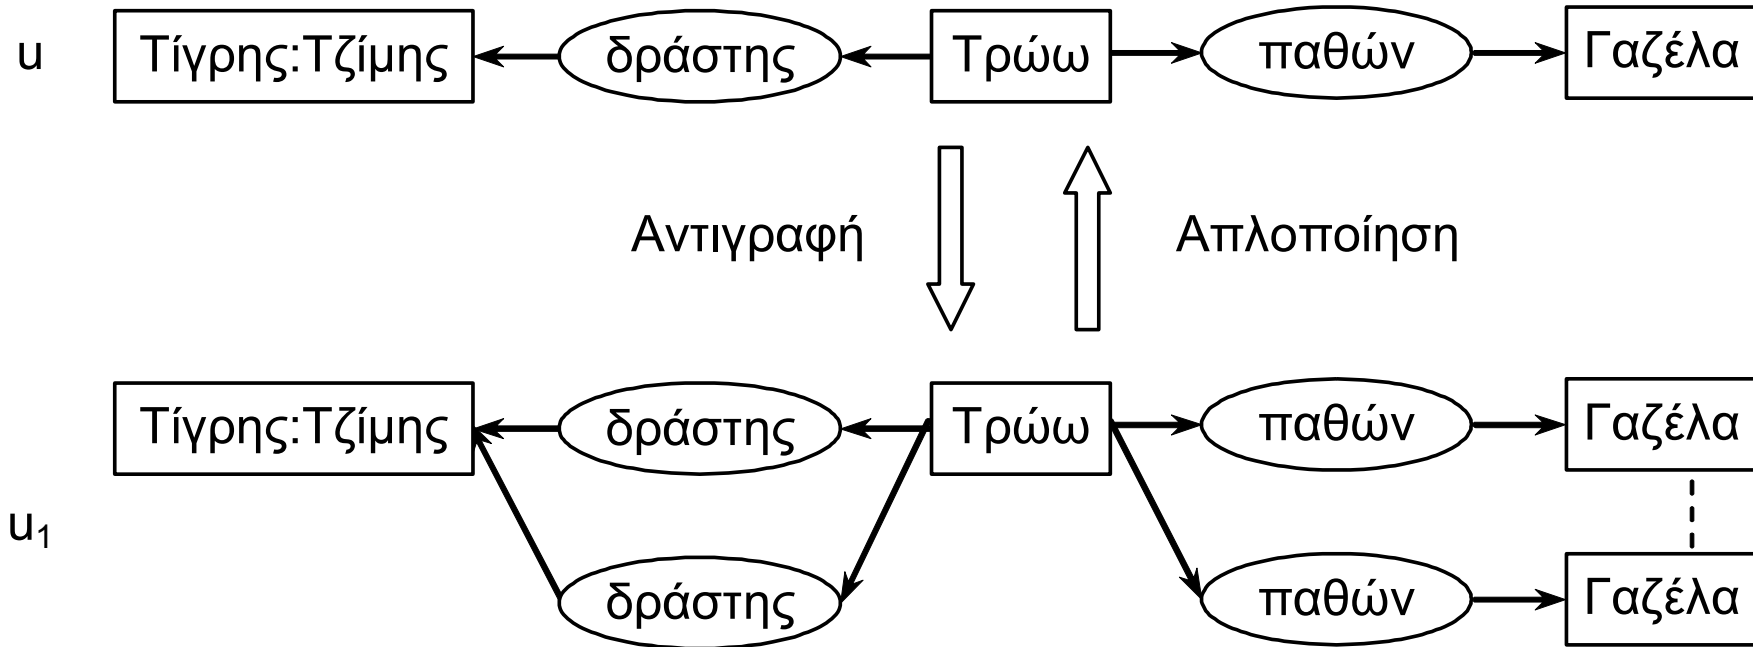 u Τίγρης:Τζίμης δράστης Τρώω παθών Γαζέλα
Αντιγραφή Απλοποίηση
Τίγρης:Τζίμης δράστης Τρώω παθών Γαζέλα
u₁
δράστης παθών Γαζέλα